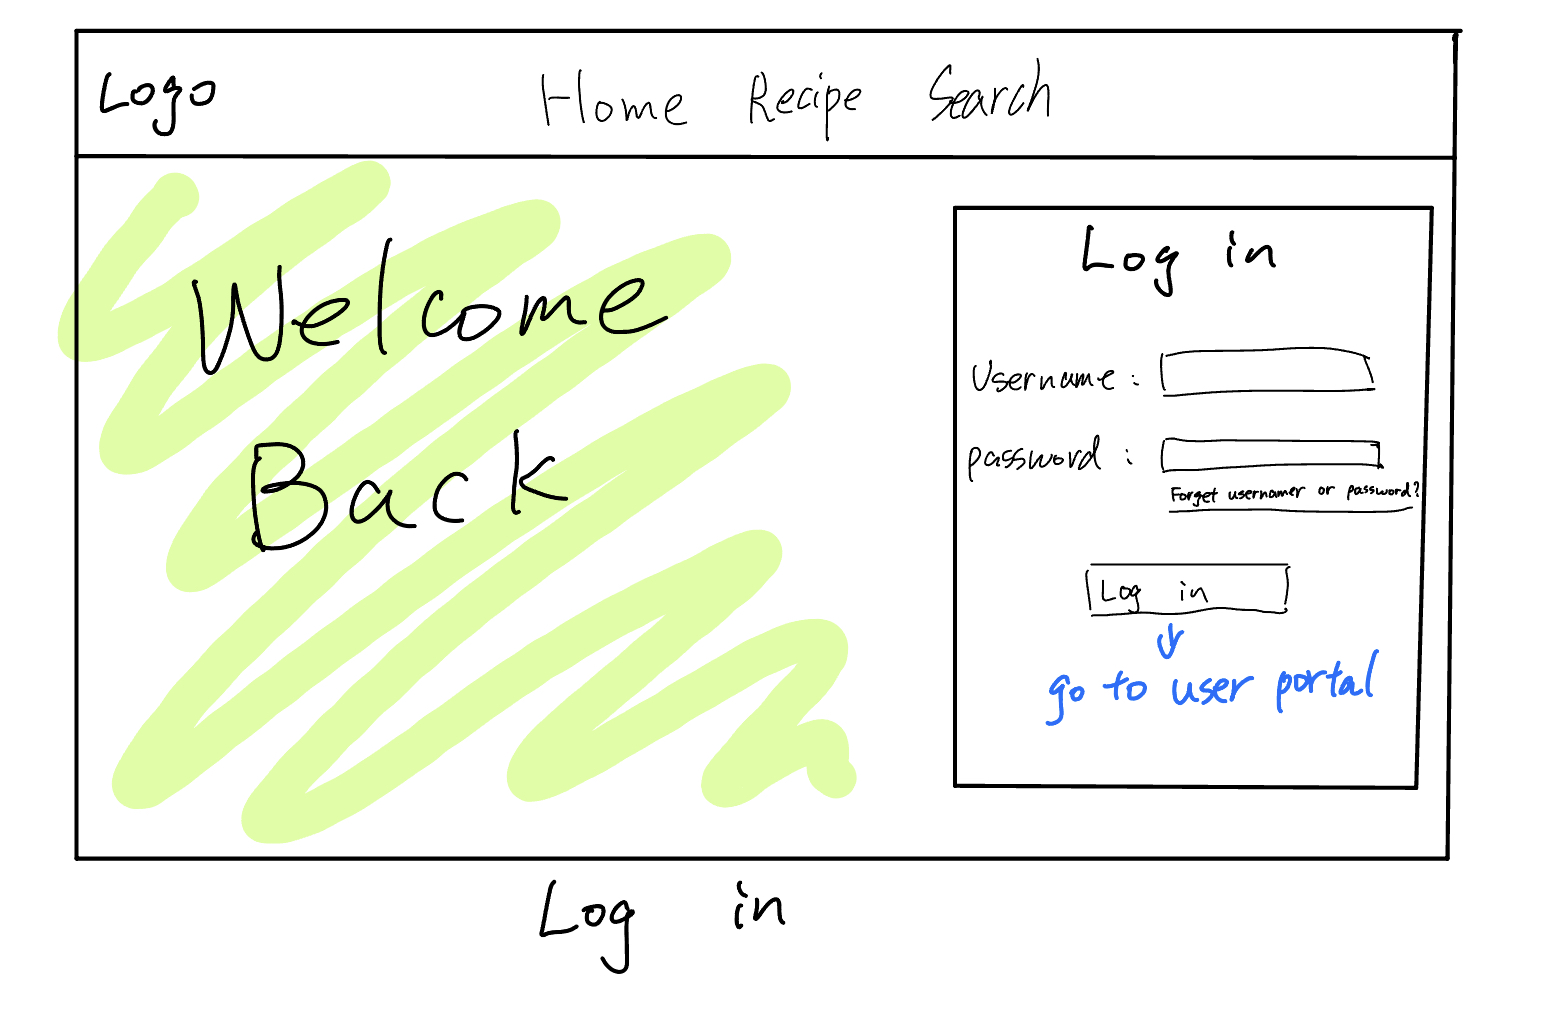 Logo Home Recipe Search
Welcome
Back
Log in
Username :
password :
Forget usernamer or password?
Log in
go to user portal
Log in